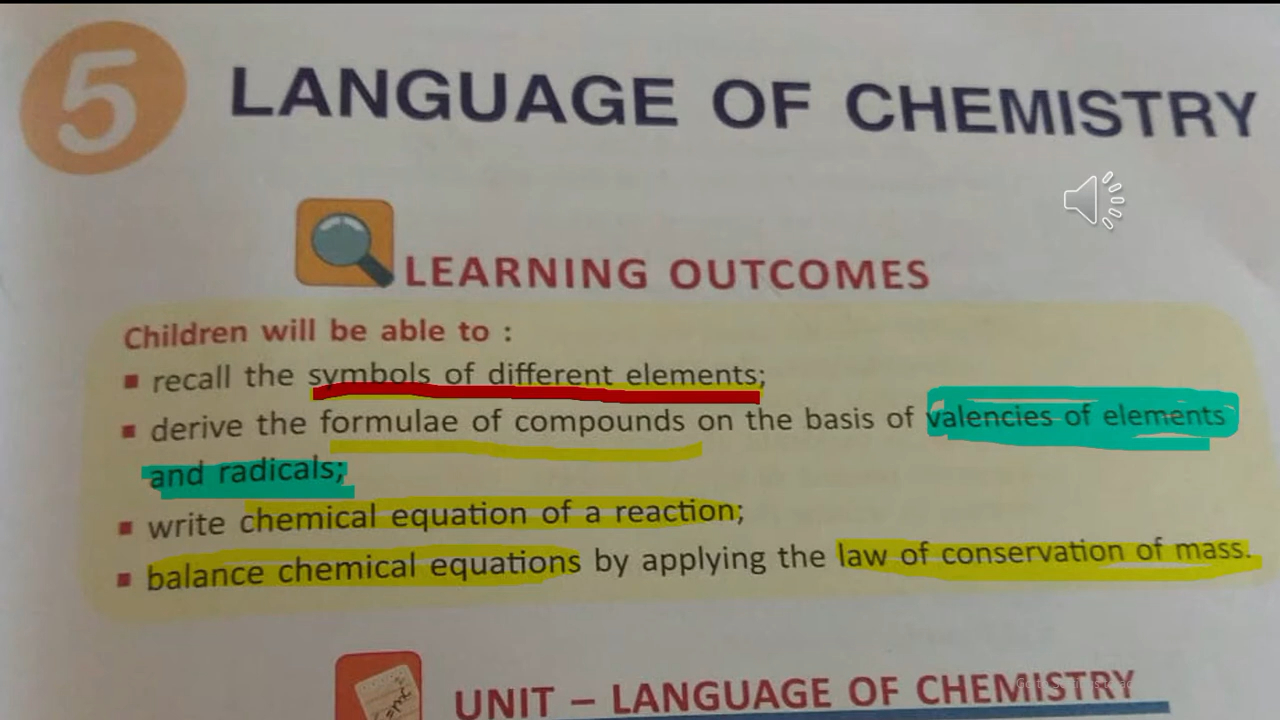 5
LANGUAGE OF CHEMISTRY
LEARNING OUTCOMES
Children will be able to :
▪ recall the symbols of different elements;
▪ derive the formulae of compounds on the basis of valencies of elements
and radicals;
▪ write chemical equation of a reaction;
▪ balance chemical equations by applying the law of conservation of mass.
UNIT – LANGUAGE OF CHEMISTRY